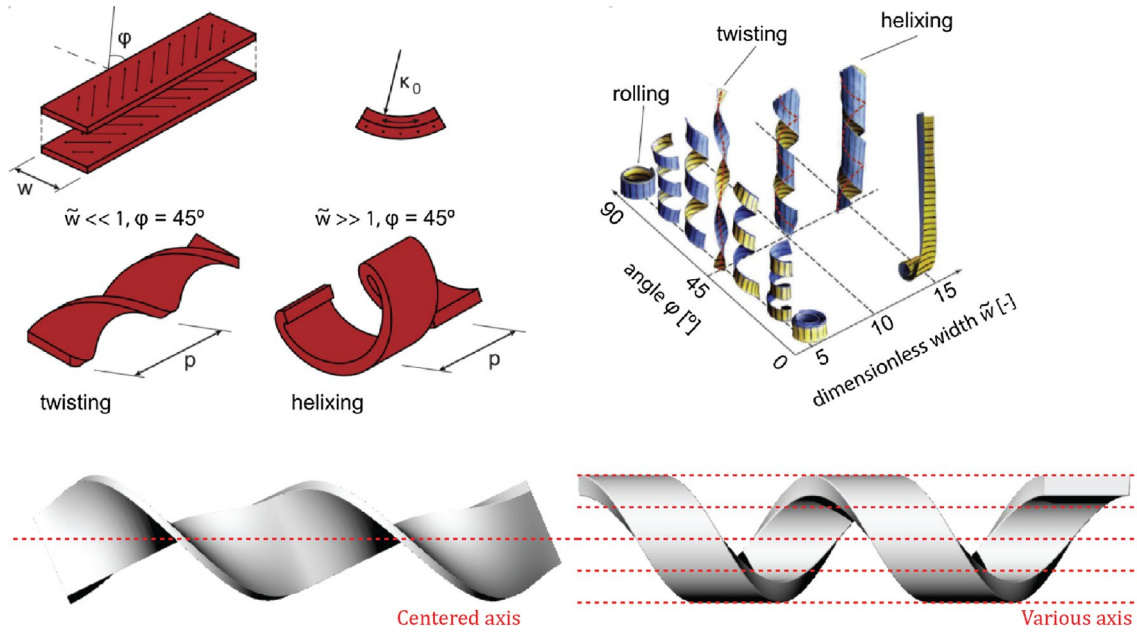 φ
κ0
w
w̃ << 1, φ = 45º
w̃ >> 1, φ = 45º
p
p
twisting
helixing
helixing
twisting
rolling
90
45
0
angle φ [º]
5
10
15
dimensionless width w̃ [-]
Centered axis
Various axis